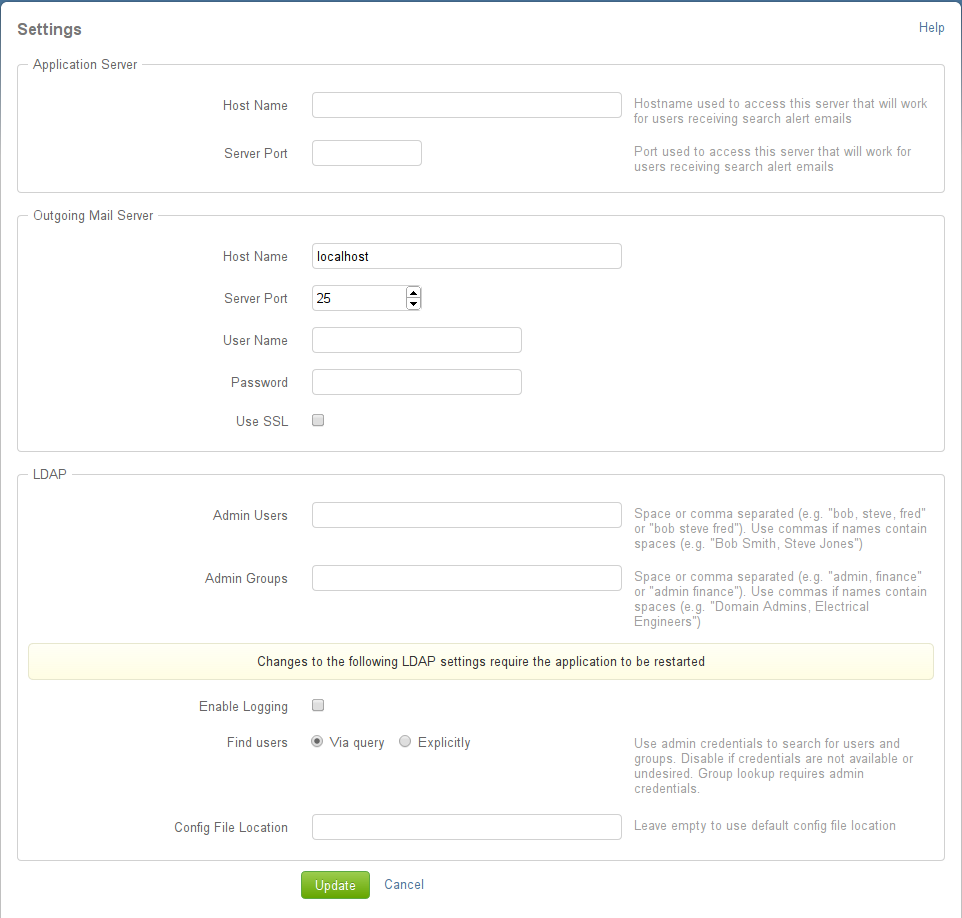 Settings
Help
Application Server
Host Name
Hostname used to access this server that will work
for users receiving search alert emails
Server Port
Port used to access this server that will work for
users receiving search alert emails
Outgoing Mail Server
Host Name
localhost
Server Port
25
User Name
Password
Use SSL
LDAP
Admin Users
Space or comma separated (e.g. "bob, steve, fred"
or "bob steve fred"). Use commas if names contain
spaces (e.g. "Bob Smith, Steve Jones")
Admin Groups
Space or comma separated (e.g. "admin, finance"
or "admin finance"). Use commas if names contain
spaces (e.g. "Domain Admins, Electrical
Engineers")
Changes to the following LDAP settings require the application to be restarted
Enable Logging
Find users
Via query
Explicitly
Use admin credentials to search for users and
groups. Disable if credentials are not available or
undesired. Group lookup requires admin
credentials.
Config File Location
Leave empty to use default config file location
Update
Cancel